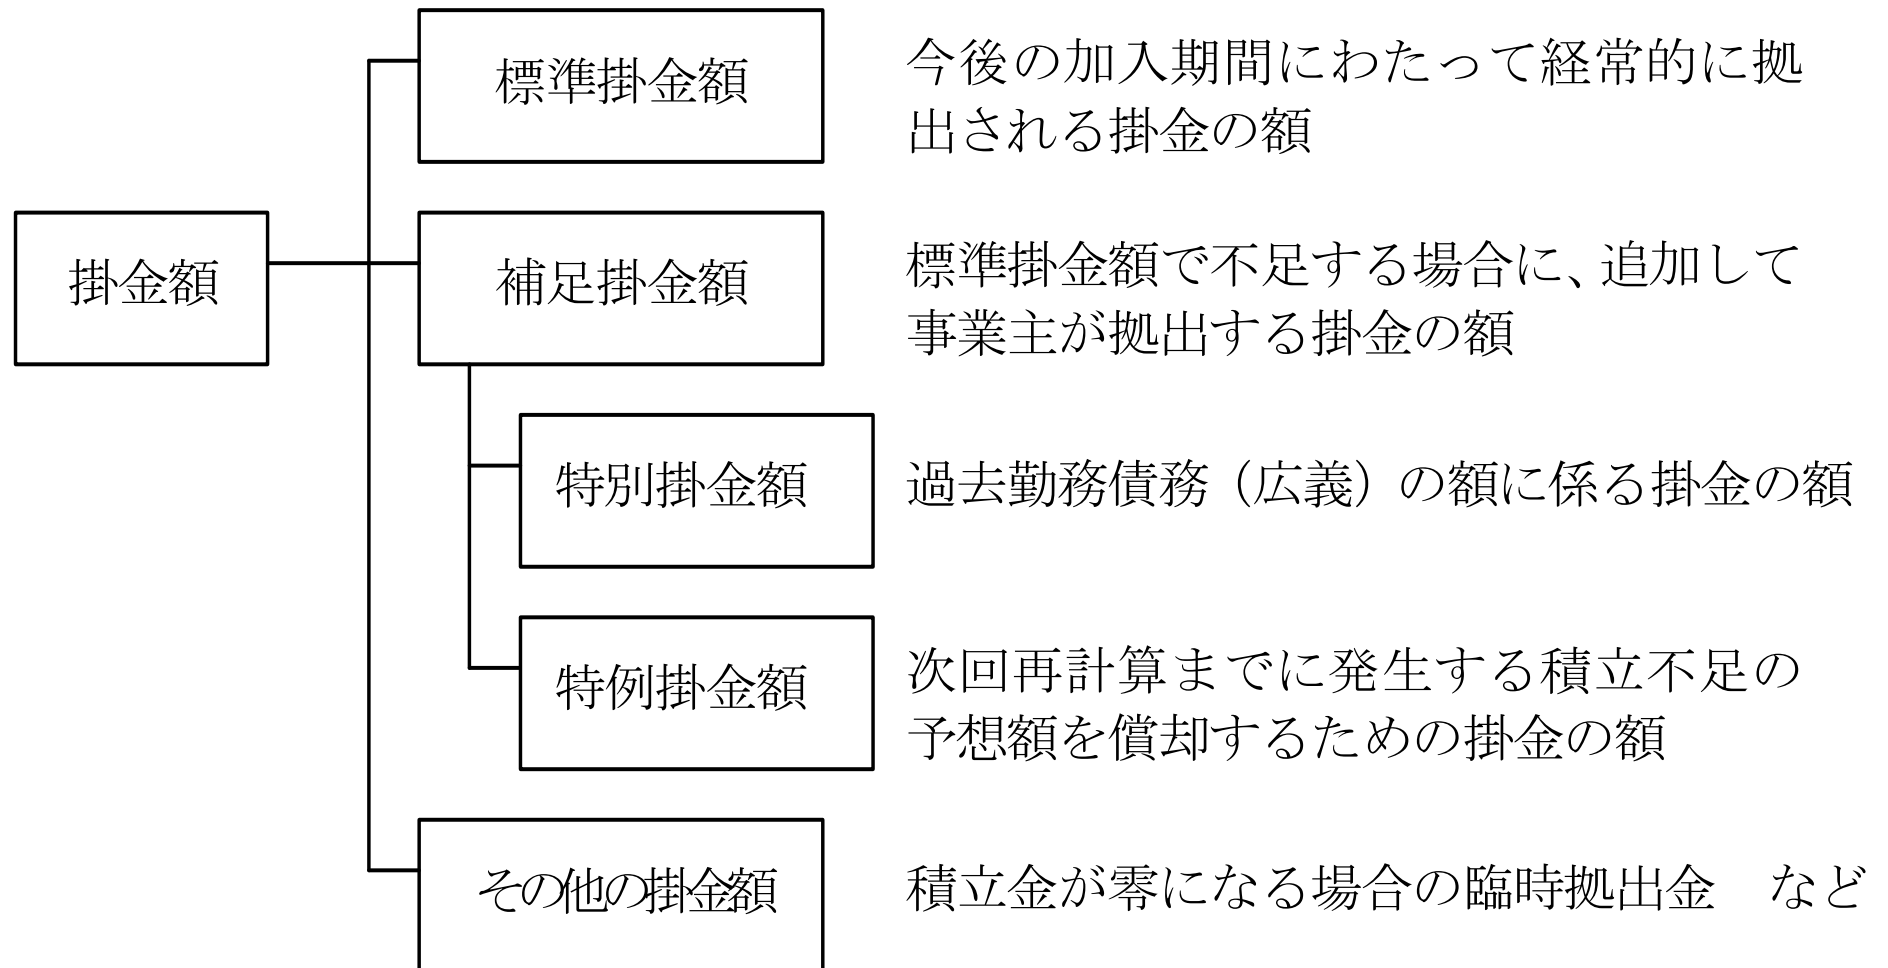 標準掛金額
今後の加入期間にわたって経常的に拠
出される掛金の額
掛金額
補足掛金額
標準掛金額で不足する場合に、追加して
事業主が拠出する掛金の額
特別掛金額
過去勤務債務（広義）の額に係る掛金の額
特例掛金額
次回再計算までに発生する積立不足の
予想額を償却するための掛金の額
その他の掛金額
積立金が零になる場合の臨時拠出金　など